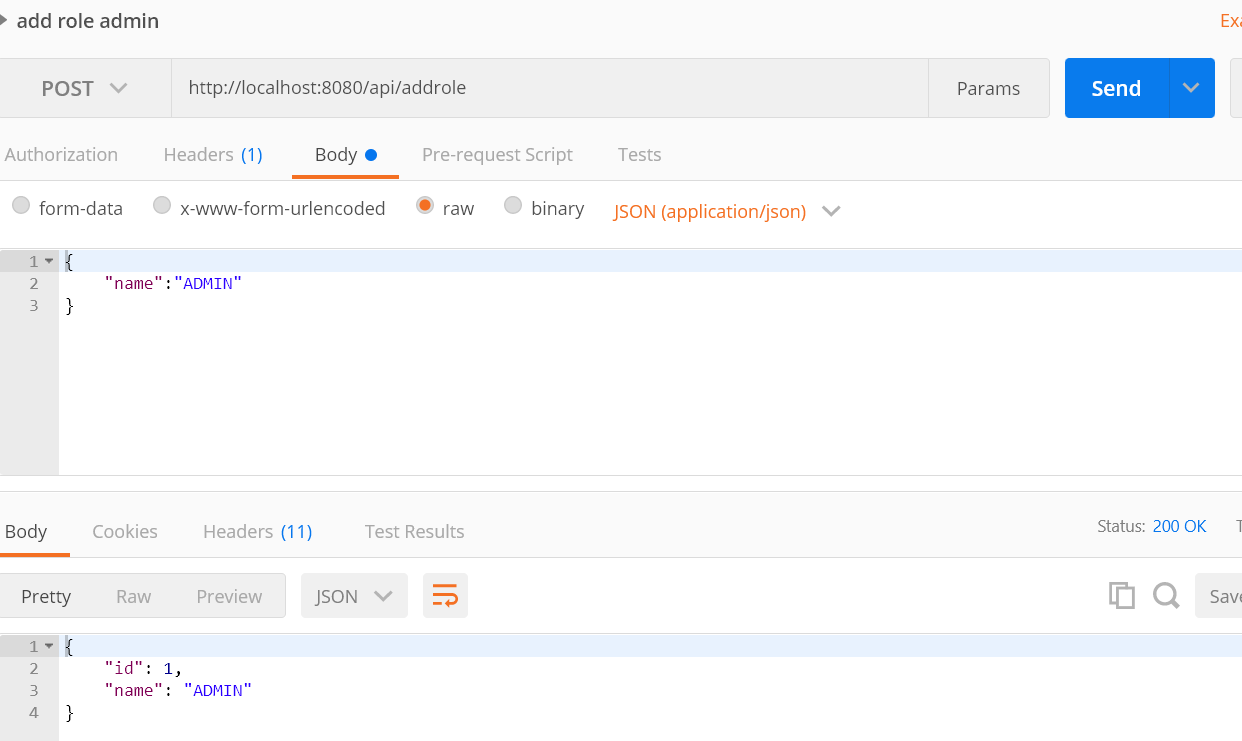 add role admin
Exa
POST http://localhost:8080/api/addrole Params Send
Authorization Headers (1) Body Pre-request Script Tests
form-data x-www-form-urlencoded raw binary JSON (application/json)
1 {
2 "name":"ADMIN"
3 }
Body Cookies Headers (11) Test Results Status: 200 OK T
Pretty Raw Preview JSON Save
1 {
2 "id": 1,
3 "name": "ADMIN"
4 }